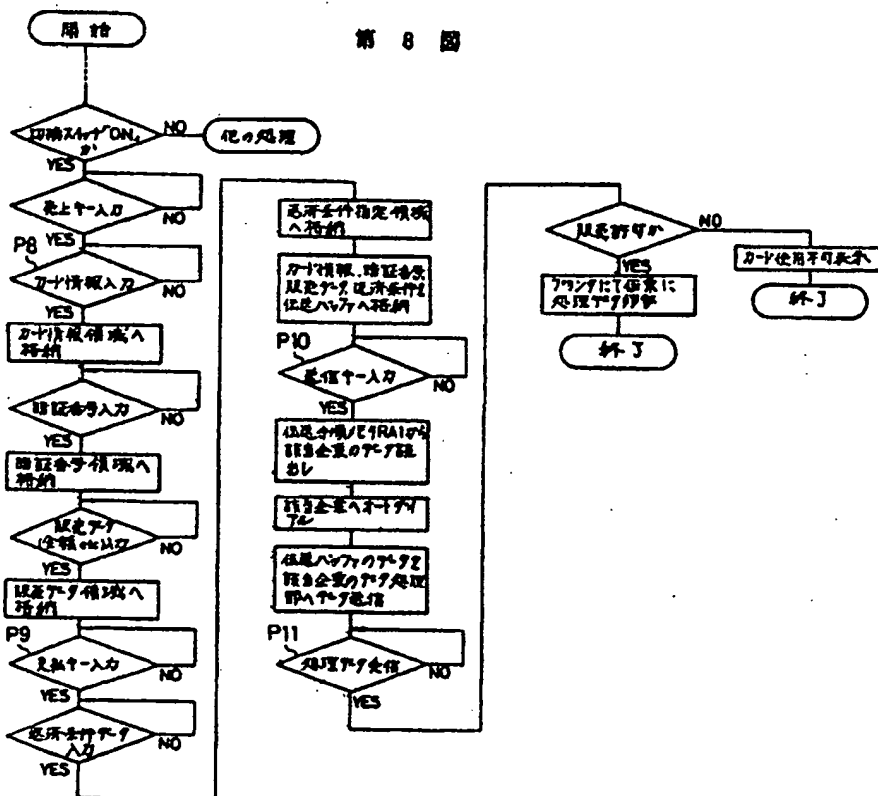 第 8 図
開始
切換スイッチ"ON"
か
NO
他の処理
YES
売上キー入力
NO
YES
P8
カード情報入力
NO
YES
カード情報領域へ
格納
暗証番号入力
NO
YES
暗証番号領域へ
格納
販売データ
(金額etc)入力
NO
YES
販売データ領域へ
格納
P9
支払キー入力
NO
YES
返済条件データ
入力
NO
YES
返済条件指定領域
へ格納
カード情報、暗証番号
販売データ、返済条件を
伝送バッファへ格納
P10
送信キー入力
NO
YES
メモリRA1から
該当企業のデータ読
出し
該当企業へオートダイ
アル
伝送バッファのデータを
該当企業のデータ処理
部へデータ送信
P11
処理データ受信
NO
YES
販売許可か
NO
カード使用不可表示
終了
YES
プリンタにて伝票に
処理データ印字
終了